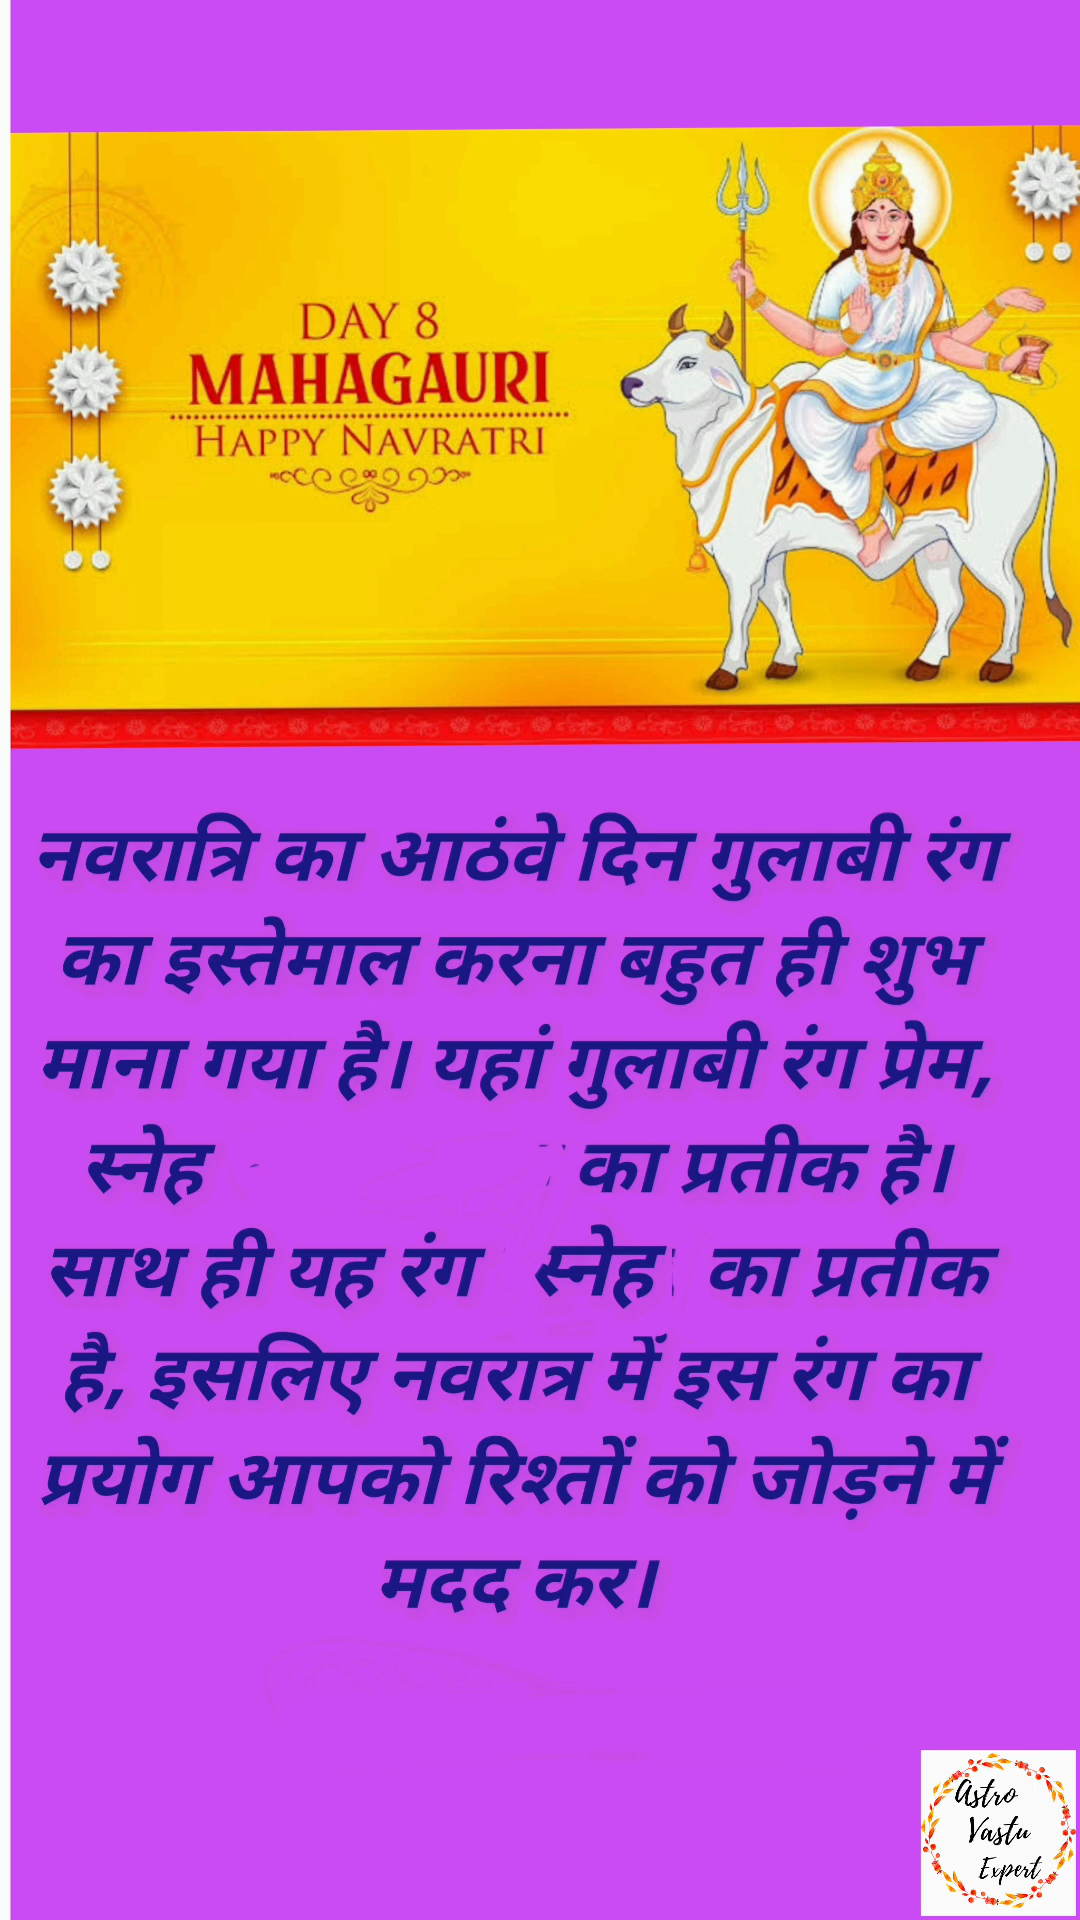 DAY 8
MAHAGAURI
HAPPY NAVRATRI
नवरात्रि का आठंवे दिन गुलाबी रंग
का इस्तेमाल करना बहुत ही शुभ
माना गया है। यहां गुलाबी रंग प्रेम,
स्नेह का प्रतीक है।
साथ ही यह रंग स्नेह का प्रतीक
है, इसलिए नवरात्र में इस रंग का
प्रयोग आपको रिश्तों को जोड़ने में
मदद कर।
Astro
Vastu
Expert